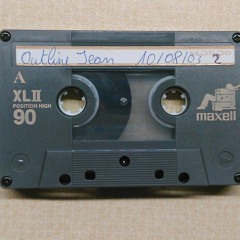 Outline Jean 10/08/03 2
A
XLII
POSITION HIGH
90
maxell